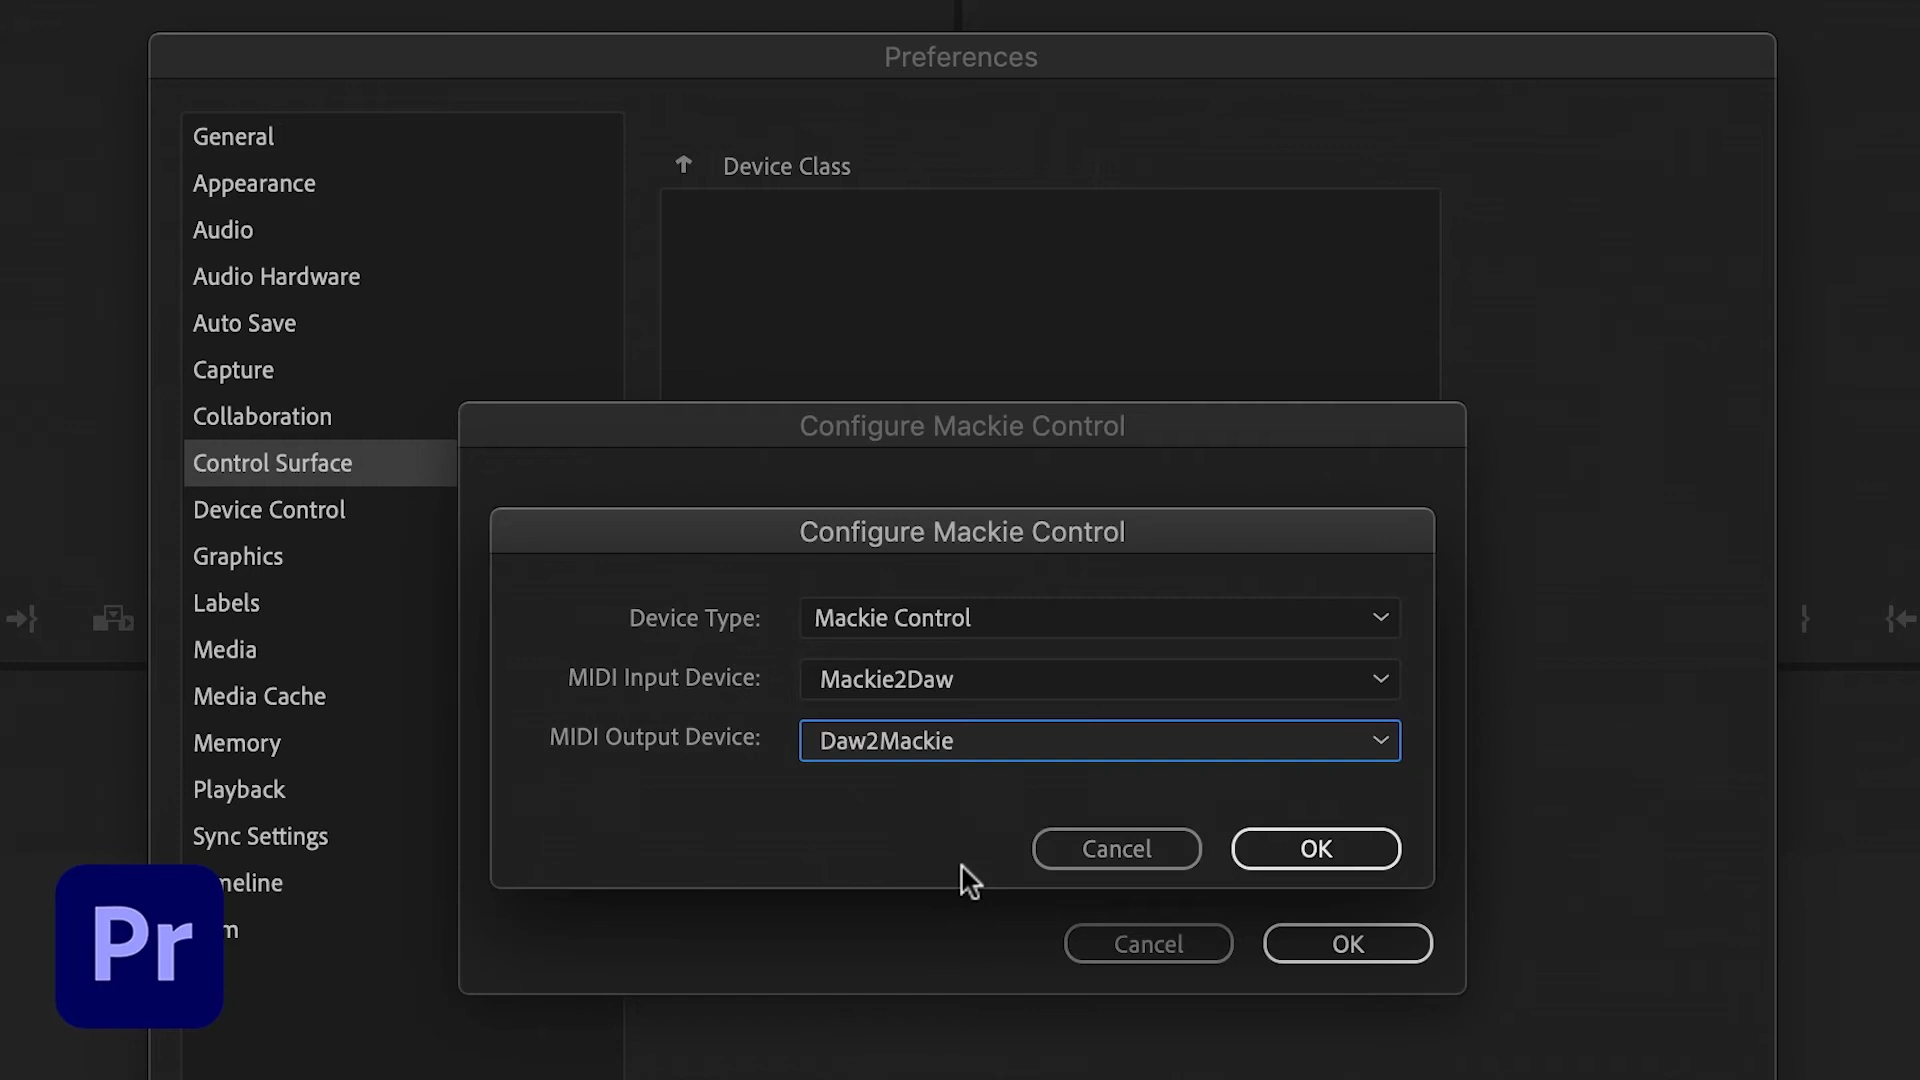 Preferences
General
Appearance
Audio
Audio Hardware
Auto Save
Capture
Collaboration
Control Surface
Device Control
Graphics
Labels
Media
Media Cache
Memory
Playback
Sync Settings
meline
m
Device Class
Configure Mackie Control
Configure Mackie Control
Device Type: Mackie Control
MIDI Input Device: Mackie2Daw
MIDI Output Device: Daw2Mackie
Cancel OK
Cancel OK
Pr